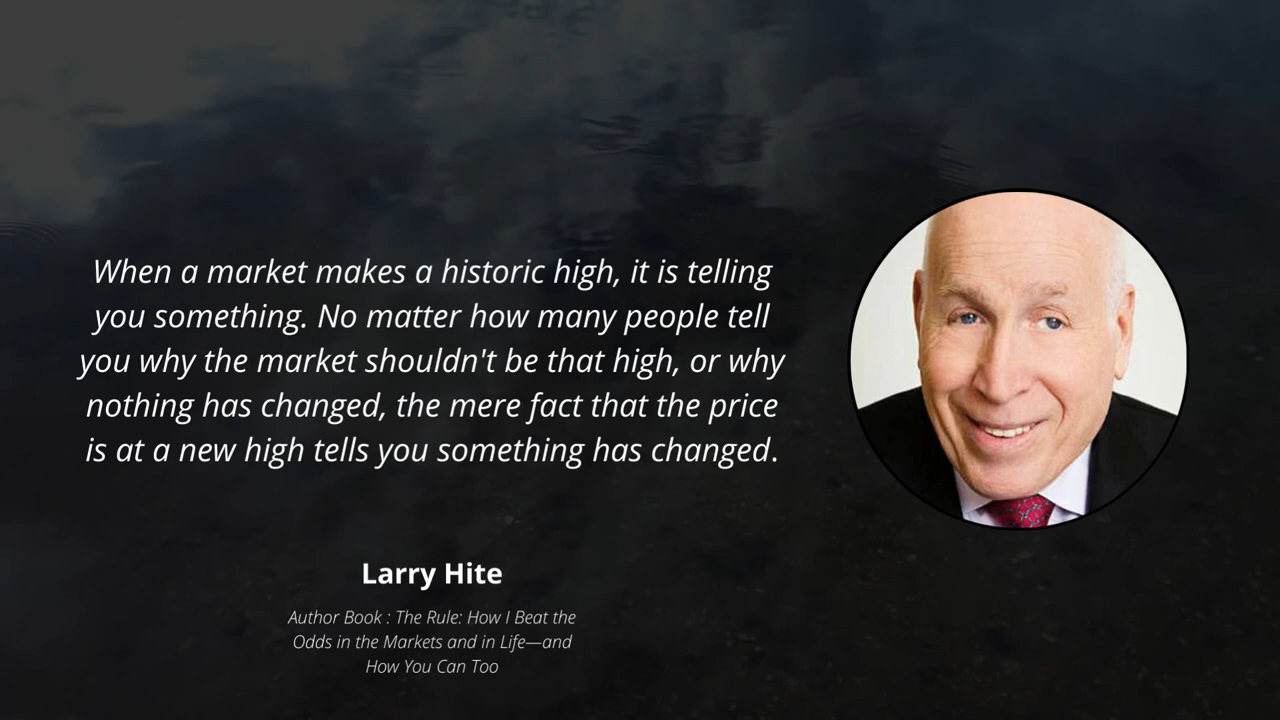 When a market makes a historic high, it is telling
you something. No matter how many people tell
you why the market shouldn't be that high, or why
nothing has changed, the mere fact that the price
is at a new high tells you something has changed.
Larry Hite
Author Book : The Rule: How I Beat the
Odds in the Markets and in Life—and
How You Can Too